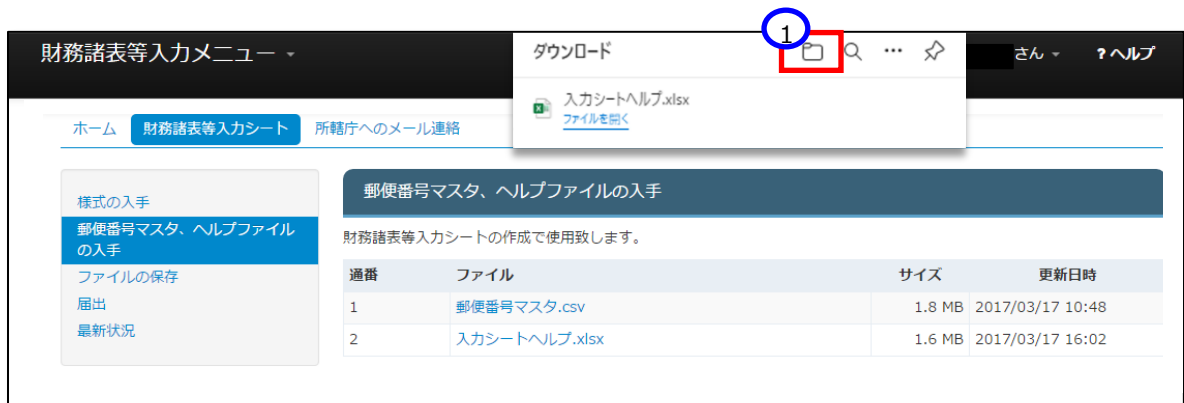 1
財務諸表等入力メニュー
ダウンロード
さん
?ヘルプ
入力シートヘルプ.xlsx
ファイルを開く
ホーム 財務諸表等入力シート 所轄庁へのメール連絡
様式の入手
郵便番号マスタ、ヘルプファイル
の入手
ファイルの保存
届出
最新状況
郵便番号マスタ、ヘルプファイルの入手
財務諸表等入力シートの作成で使用致します。
通番 ファイル サイズ 更新日時
1 郵便番号マスタ.csv 1.8 MB 2017/03/17 10:48
2 入力シートヘルプ.xlsx 1.6 MB 2017/03/17 16:02